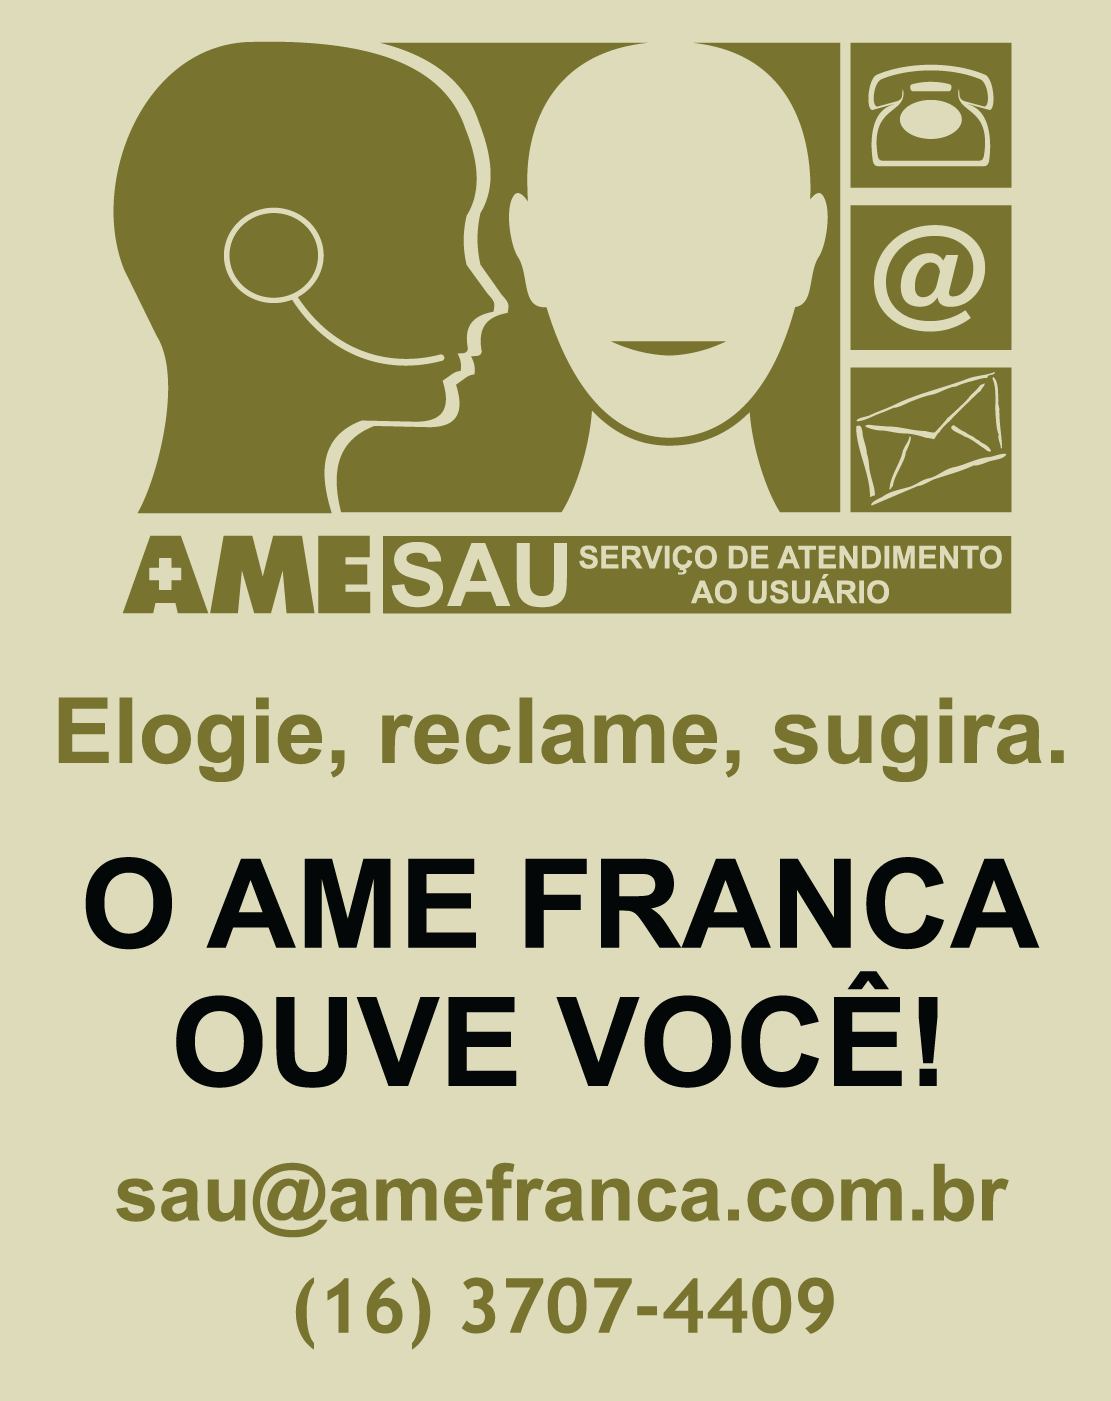 @
AME SAU SERVIÇO DE ATENDIMENTO
AO USUÁRIO
Elogie, reclame, sugira.
O AME FRANCA
OUVE VOCÊ!
sau@amefranca.com.br
(16) 3707-4409